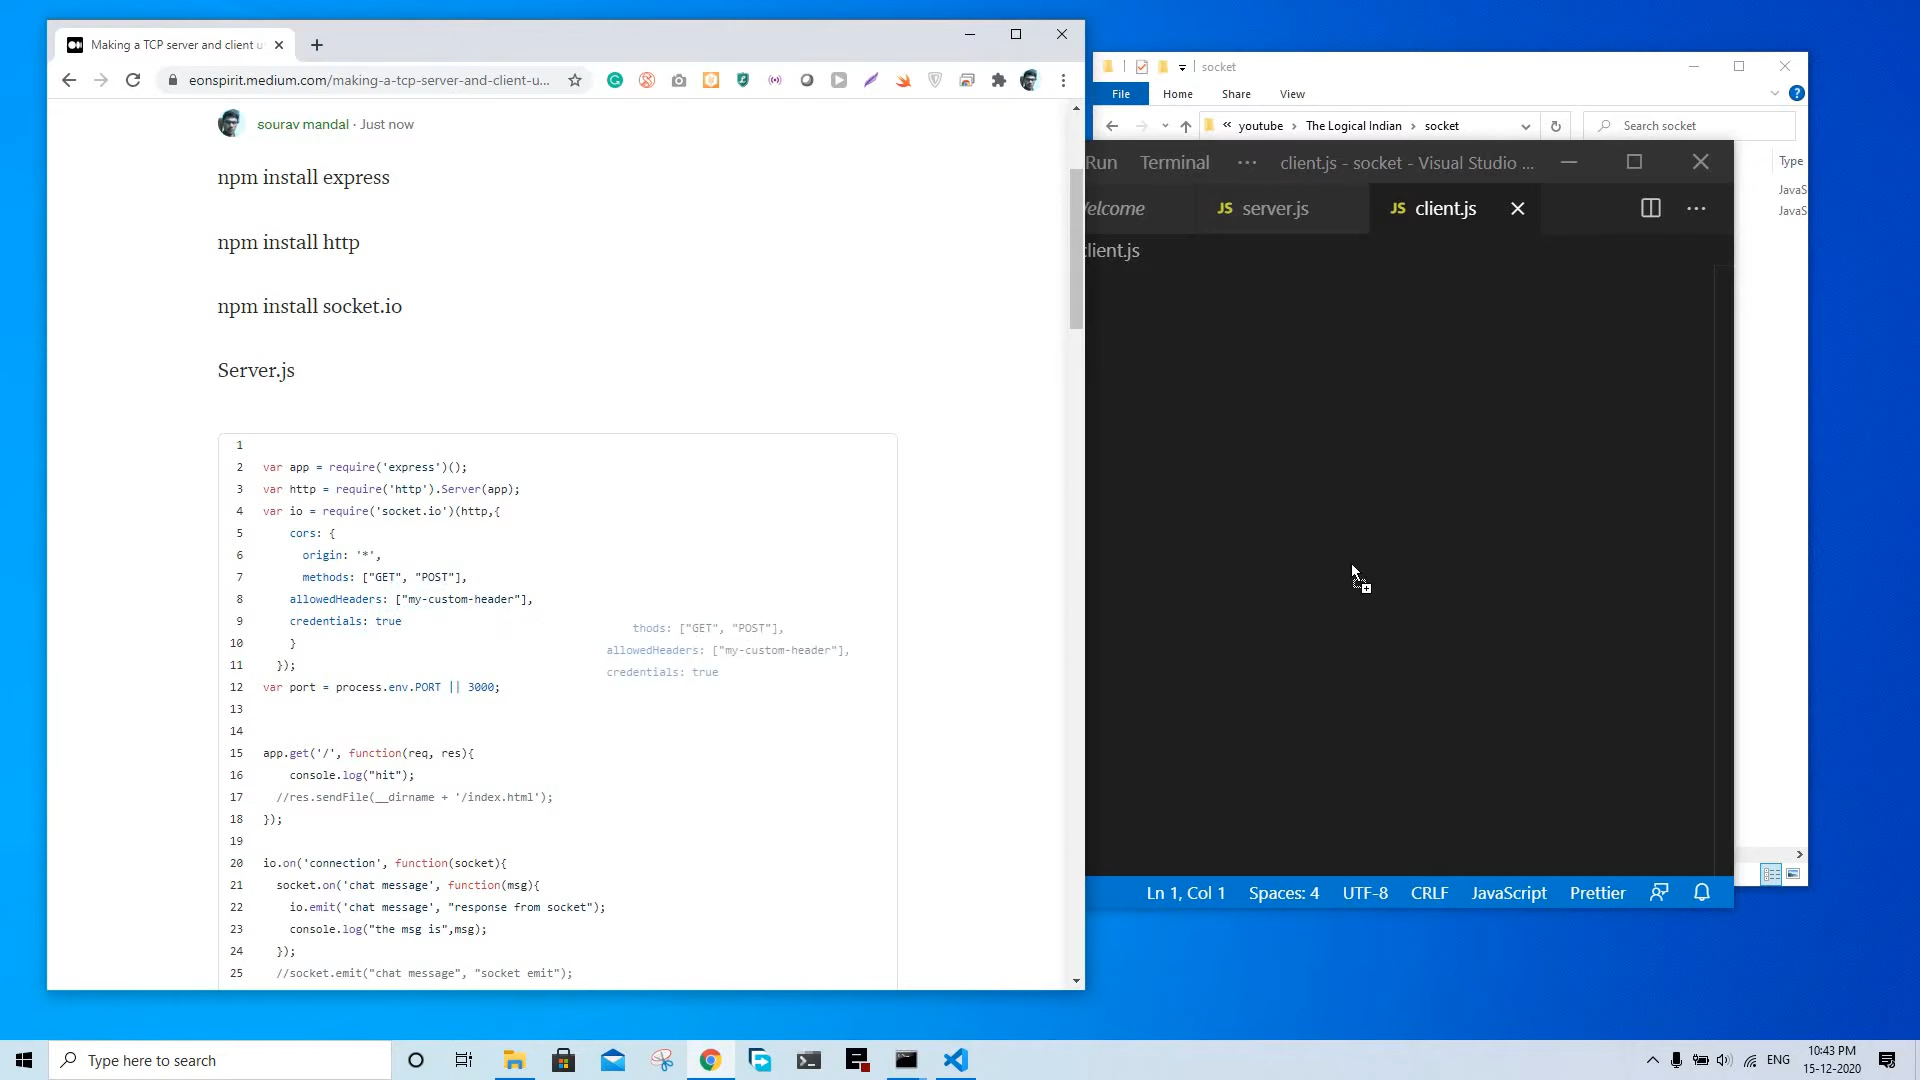 Making a TCP server and client u
eonspirit.medium.com/making-a-tcp-server-and-client-u...
sourav mandal · Just now
npm install express
npm install http
npm install socket.io
Server.js
1
2 var app = require('express')();
3 var http = require('http').Server(app);
4 var io = require('socket.io')(http,{
5 cors: {
6 origin: '*',
7 methods: ["GET", "POST"],
8 allowedHeaders: ["my-custom-header"],
9 credentials: true
10 }
11 });
12 var port = process.env.PORT || 3000;
13
14
15 app.get('/', function(req, res){
16 console.log("hit");
17 //res.sendFile(__dirname + '/index.html');
18 });
19
20 io.on('connection', function(socket){
21 socket.on('chat message', function(msg){
22 io.emit('chat message', "response from socket");
23 console.log("the msg is",msg);
24 });
25 //socket.emit("chat message", "socket emit");
thods: ["GET", "POST"],
allowedHeaders: ["my-custom-header"],
credentials: true
socket
File Home Share View
« youtube › The Logical Indian › socket
Search socket
Type
JavaS
JavaS
Run Terminal ··· client.js - socket - Visual Studio ...
elcome JS server.js JS client.js
client.js
Ln 1, Col 1 Spaces: 4 UTF-8 CRLF JavaScript Prettier
Type here to search
ENG
10:43 PM
15-12-2020